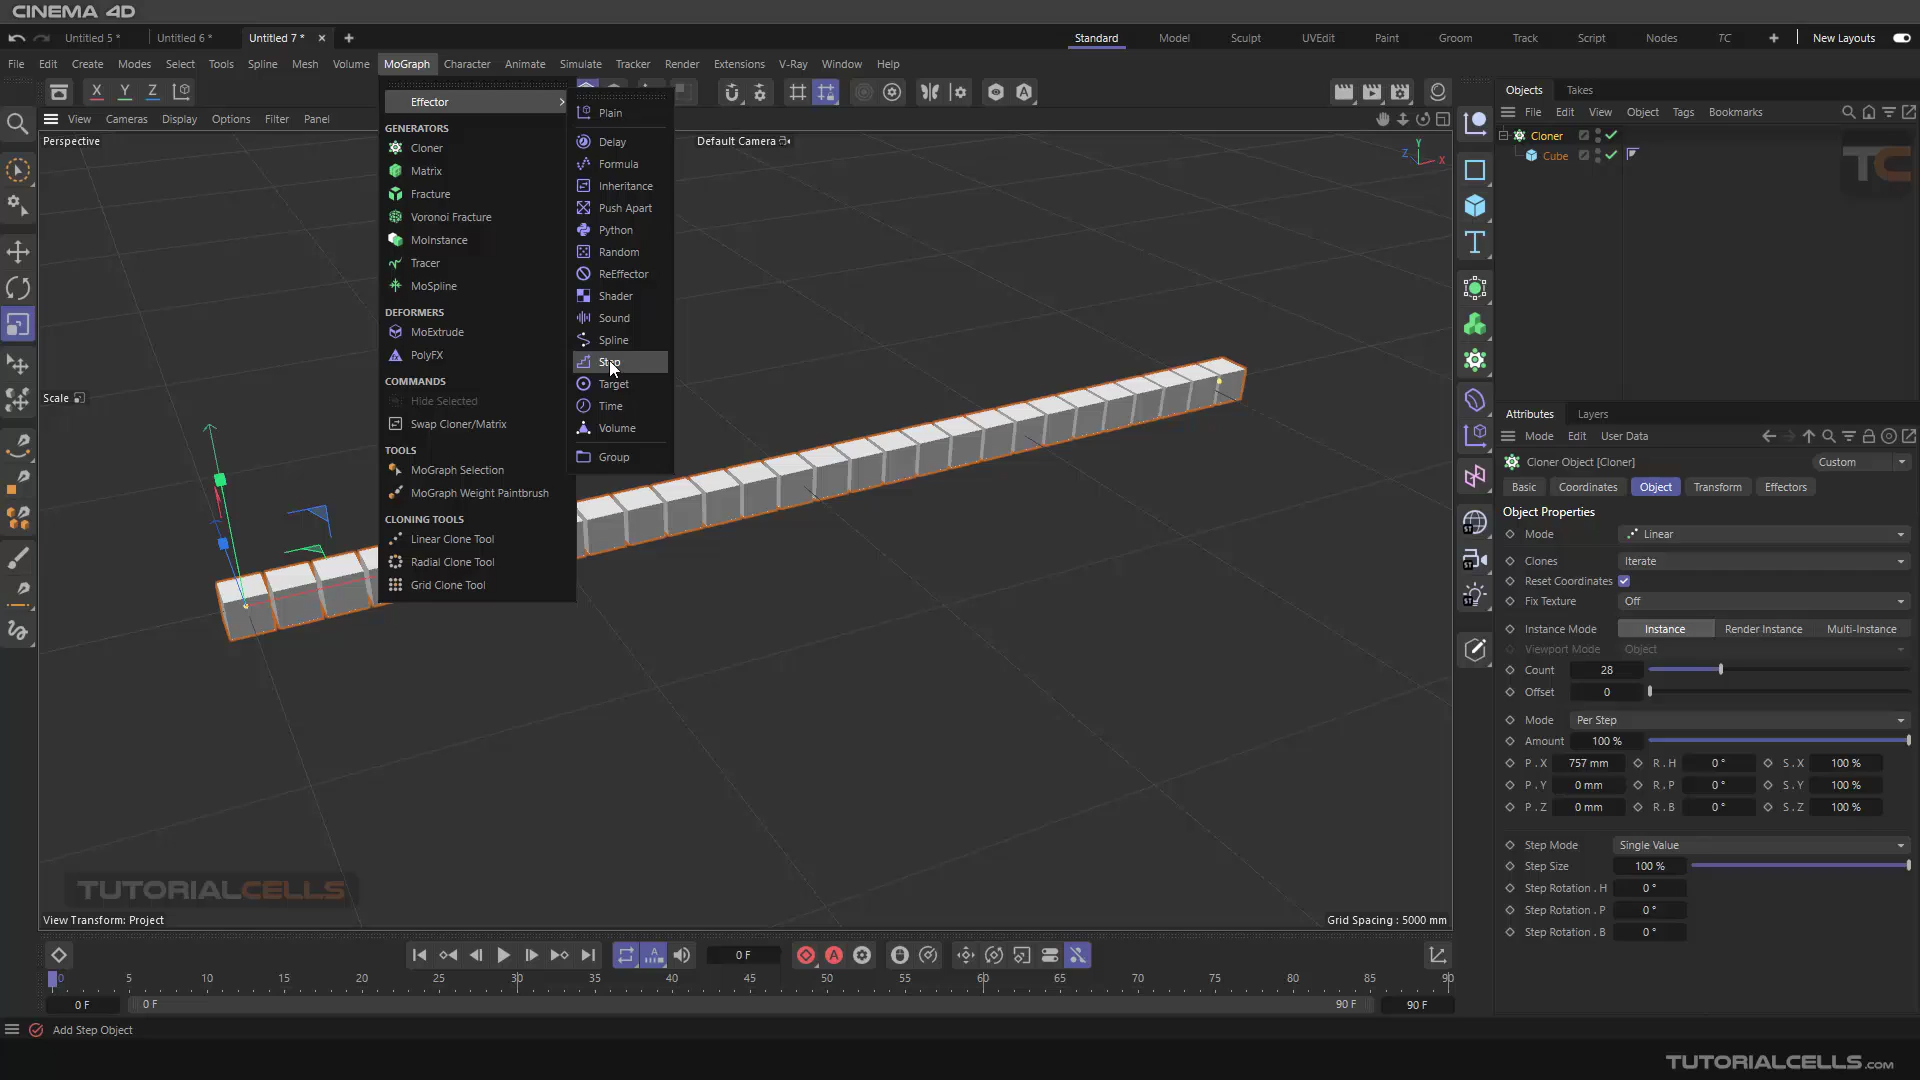 CINEMA 4D
Untitled 5 *
Untitled 6 *
Untitled 7 *
Standard
Model
Sculpt
UVEdit
Paint
Groom
Track
Script
Nodes
TC
New Layouts
File Edit Create Modes Select Tools Spline Mesh Volume MoGraph Character Animate Simulate Tracker Render Extensions V-Ray Window Help
X Y Z
View Cameras Display Options Filter Panel
Perspective
Default Camera
Y
Z
X
Scale
Effector
GENERATORS
Cloner
Matrix
Fracture
Voronoi Fracture
MoInstance
Tracer
MoSpline
DEFORMERS
MoExtrude
PolyFX
COMMANDS
Hide Selected
Swap Cloner/Matrix
TOOLS
MoGraph Selection
MoGraph Weight Paintbrush
CLONING TOOLS
Linear Clone Tool
Radial Clone Tool
Grid Clone Tool
Plain
Delay
Formula
Inheritance
Push Apart
Python
Random
ReEffector
Shader
Sound
Spline
Step
Target
Time
Volume
Group
TUTORIALCELLS
View Transform: Project
Grid Spacing : 5000 mm
Objects Takes
File Edit View Object Tags Bookmarks
Cloner
Cube
TC
Attributes Layers
Mode Edit User Data
Cloner Object [Cloner]
Custom
Basic Coordinates Object Transform Effectors
Object Properties
Mode Linear
Clones Iterate
Reset Coordinates
Fix Texture Off
Instance Mode Instance Render Instance Multi-Instance
Viewport Mode Object
Count 28
Offset 0
Mode Per Step
Amount 100 %
P . X 757 mm R . H 0 ° S . X 100 %
P . Y 0 mm R . P 0 ° S . Y 100 %
P . Z 0 mm R . B 0 ° S . Z 100 %
Step Mode Single Value
Step Size 100 %
Step Rotation . H 0 °
Step Rotation . P 0 °
Step Rotation . B 0 °
0 F
0 5 10 15 20 25 30 35 40 45 50 55 60 65 70 75 80 85 90
0 F 0 F 90 F 90 F
Add Step Object
TUTORIALCELLS.COM